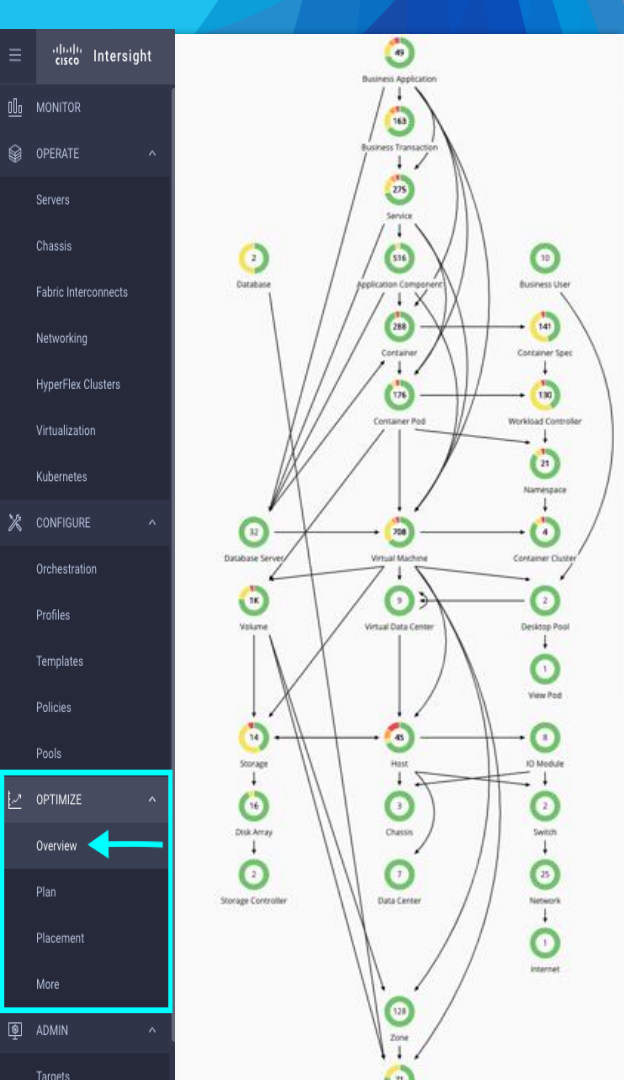 CISCO Intersight
MONITOR
OPERATE
Servers
Chassis
Fabric Interconnects
Networking
HyperFlex Clusters
Virtualization
Kubernetes
CONFIGURE
Orchestration
Profiles
Templates
Policies
Pools
OPTIMIZE
Overview
Plan
Placement
More
ADMIN
Targets
49
Business Application
163
Business Transaction
275
Service
2
Database
516
Application Component
10
Business User
288
Container
141
Container Spec
176
Container Pod
130
Workload Controller
21
Namespace
32
Database Server
708
Virtual Machine
4
Container Cluster
1K
Volume
9
Virtual Data Center
2
Desktop Pool
1
View Pod
14
Storage
45
Host
8
IO Module
16
Disk Array
3
Chassis
2
Switch
2
Storage Controller
7
Data Center
25
Network
1
Internet
128
Zone
71